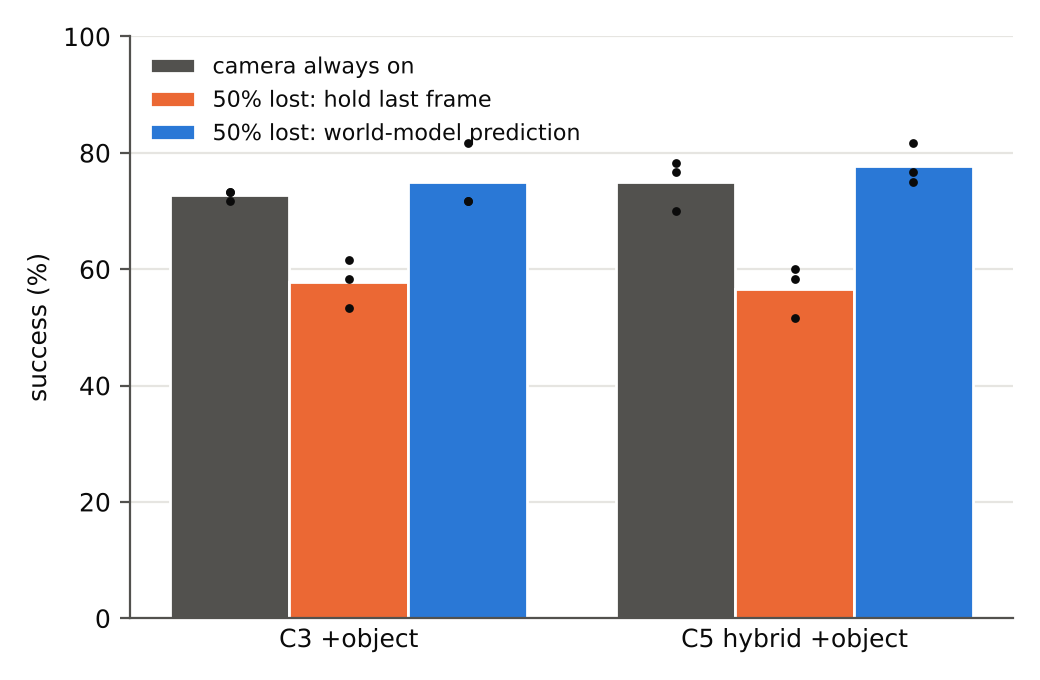 100
80
60
40
20
0
success (%)
camera always on
50% lost: hold last frame
50% lost: world-model prediction
C3 +object
C5 hybrid +object